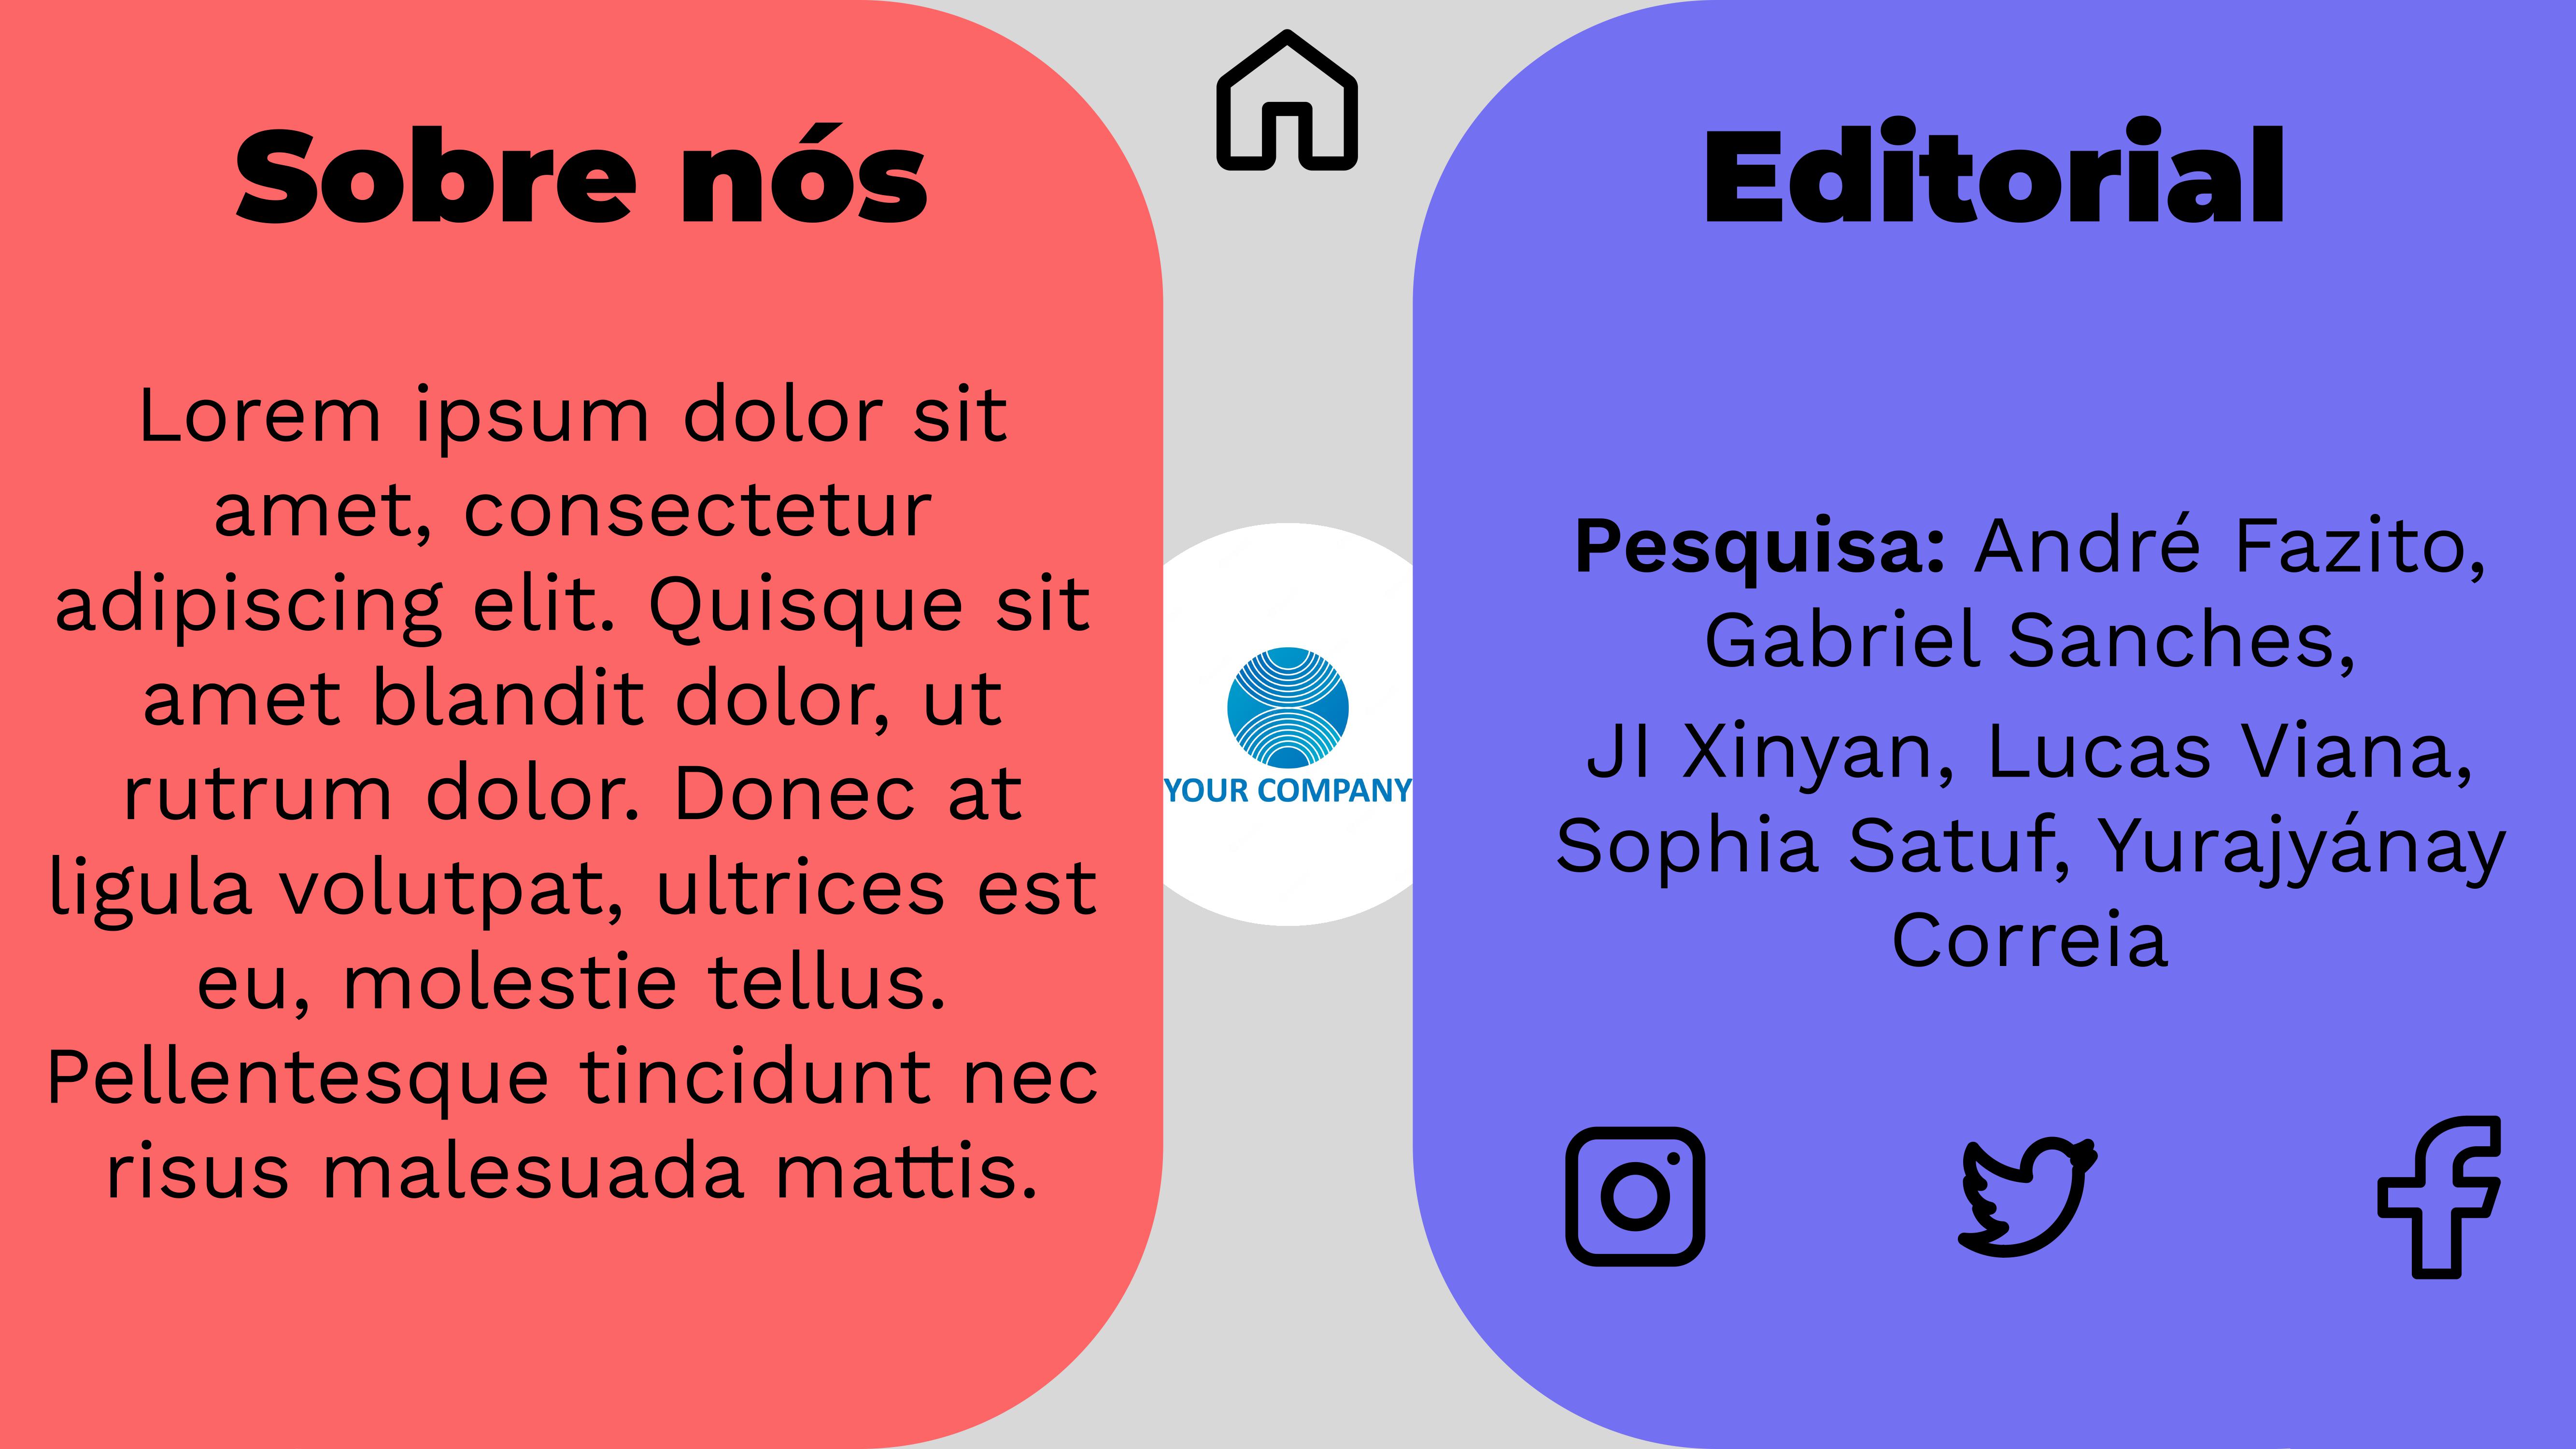 Sobre nós
Lorem ipsum dolor sit
amet, consectetur
adipiscing elit. Quisque sit
amet blandit dolor, ut
rutrum dolor. Donec at
ligula volutpat, ultrices est
eu, molestie tellus.
Pellentesque tincidunt nec
risus malesuada mattis.
YOUR COMPANY
Editorial
Pesquisa: André Fazito,
Gabriel Sanches,
JI Xinyan, Lucas Viana,
Sophia Satuf, Yurajyánay
Correia